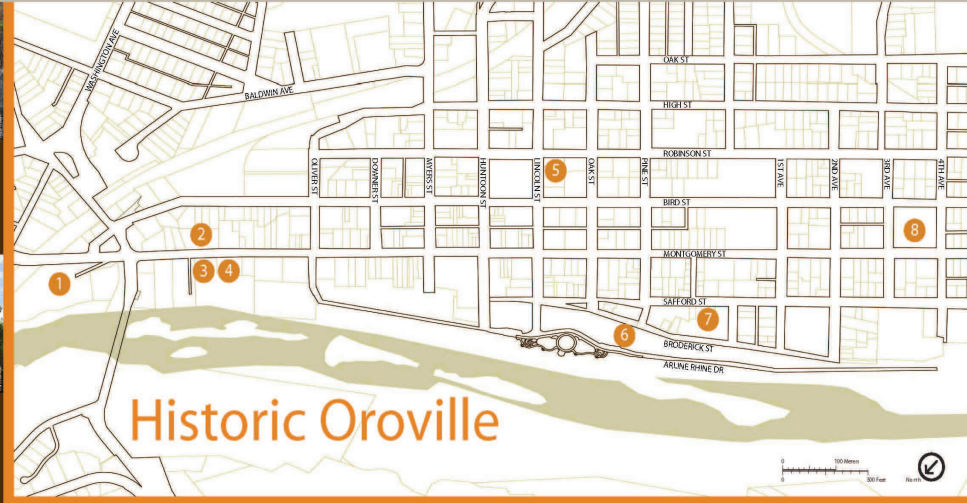 WASHINGTON AVE
OAK ST
BALDWIN AVE
HIGH ST
ROBINSON ST
OLIVER ST
DOWNER ST
MYERS ST
HUNTOON ST
LINCOLN ST
5
OAK ST
PINE ST
1ST AVE
2ND AVE
3RD AVE
4TH AVE
BIRD ST
2
8
MONTGOMERY ST
1
3
4
SAFFORD ST
7
6
BRODERICK ST
ARLINE RHINE DR
Historic Oroville
0 100 Meters
0 300 Feet
North